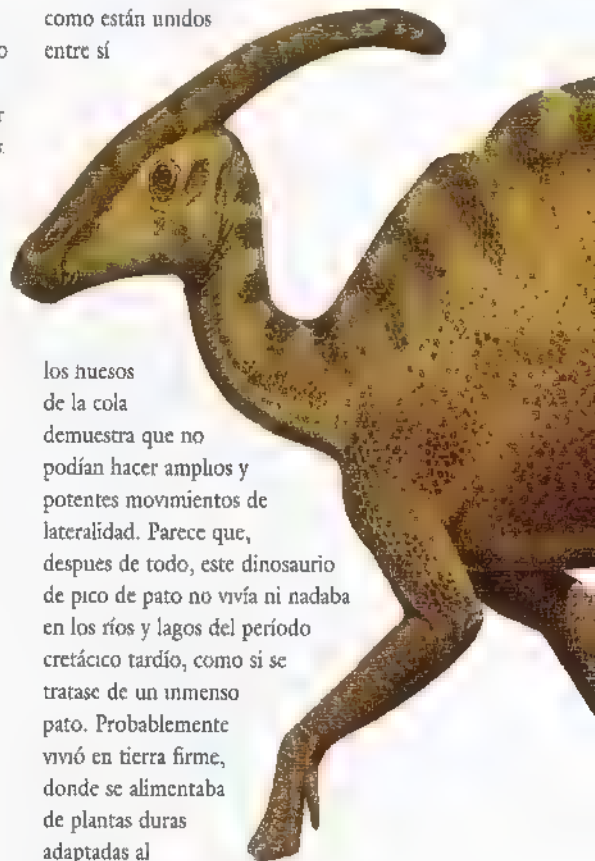 como están unidos
entre sí
los huesos
de la cola
demuestra que no
podían hacer amplios y
potentes movimientos de
lateralidad. Parece que,
despues de todo, este dinosaurio
de pico de pato no vivía ni nadaba
en los ríos y lagos del período
cretácico tardío, como si se
tratase de un inmenso
pato. Probablemente
vivió en tierra firme,
donde se alimentaba
de plantas duras
adaptadas al